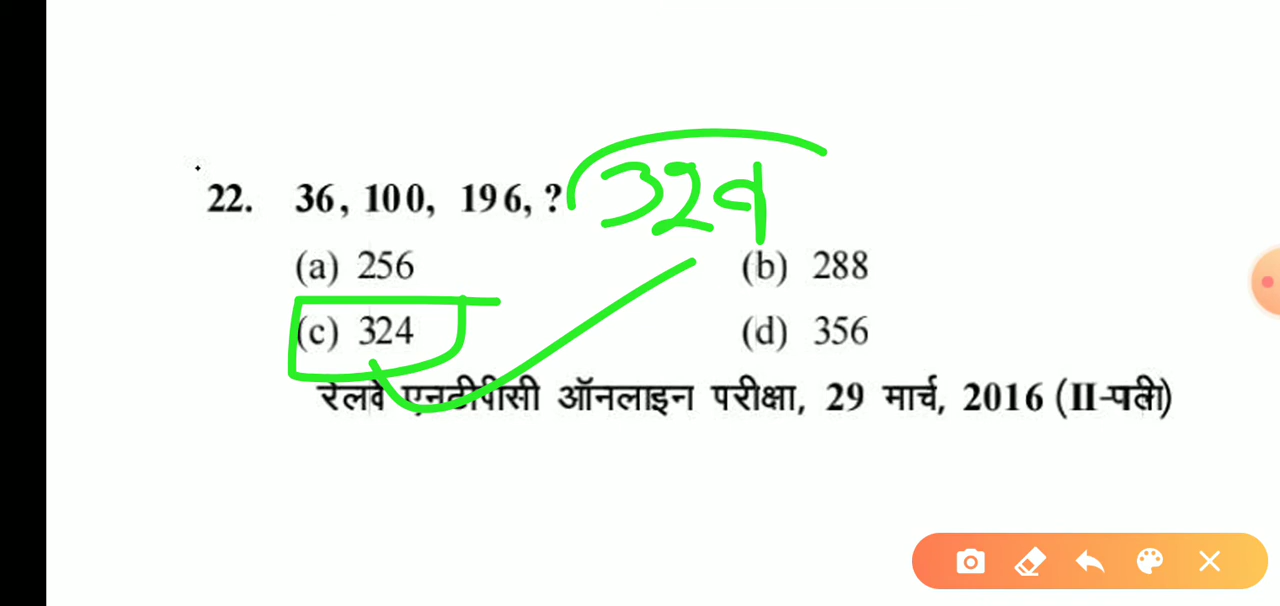 22. 36, 100, 196, ? 324
(a) 256 (b) 288
(c) 324 (d) 356
रेलवे एनटीपीसी ऑनलाइन परीक्षा, 29 मार्च, 2016 (II-पाली)